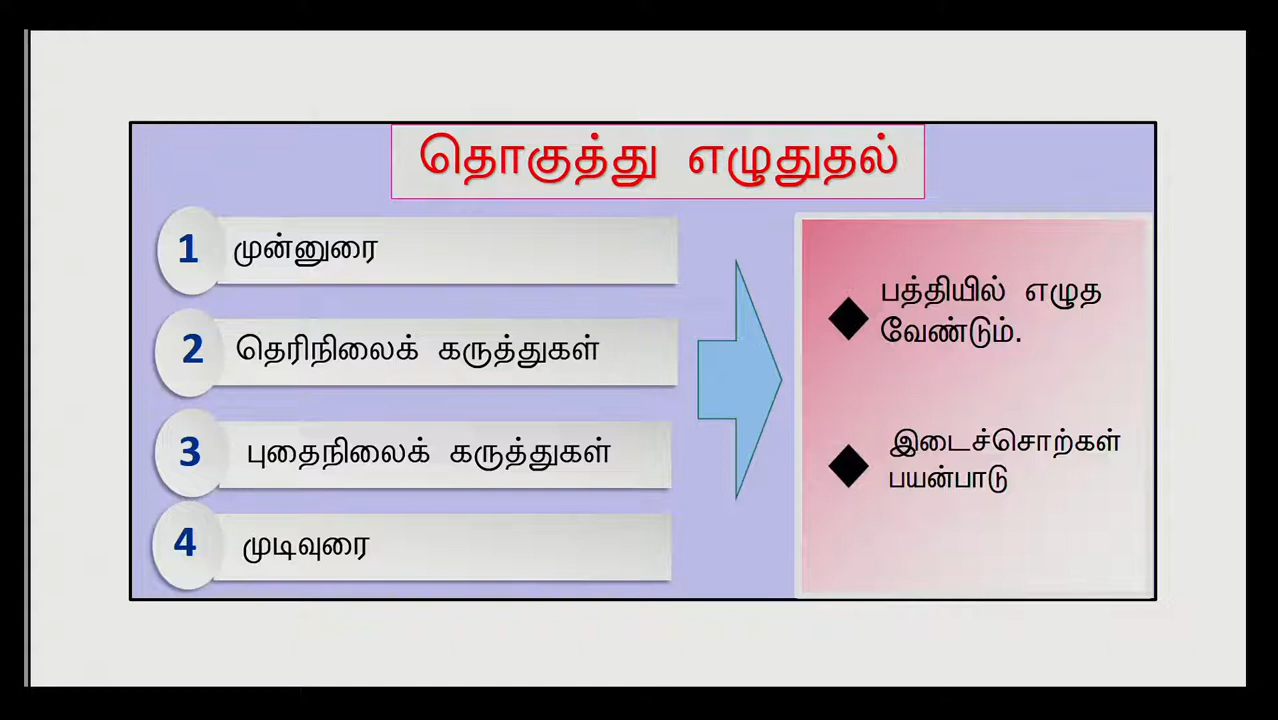 தொகுத்து எழுதுதல்
1 முன்னுரை
2 தெரிநிலைக் கருத்துகள்
3 புதைநிலைக் கருத்துகள்
4 முடிவுரை
பத்தியில் எழுத
வேண்டும்.
இடைச்சொற்கள்
பயன்பாடு